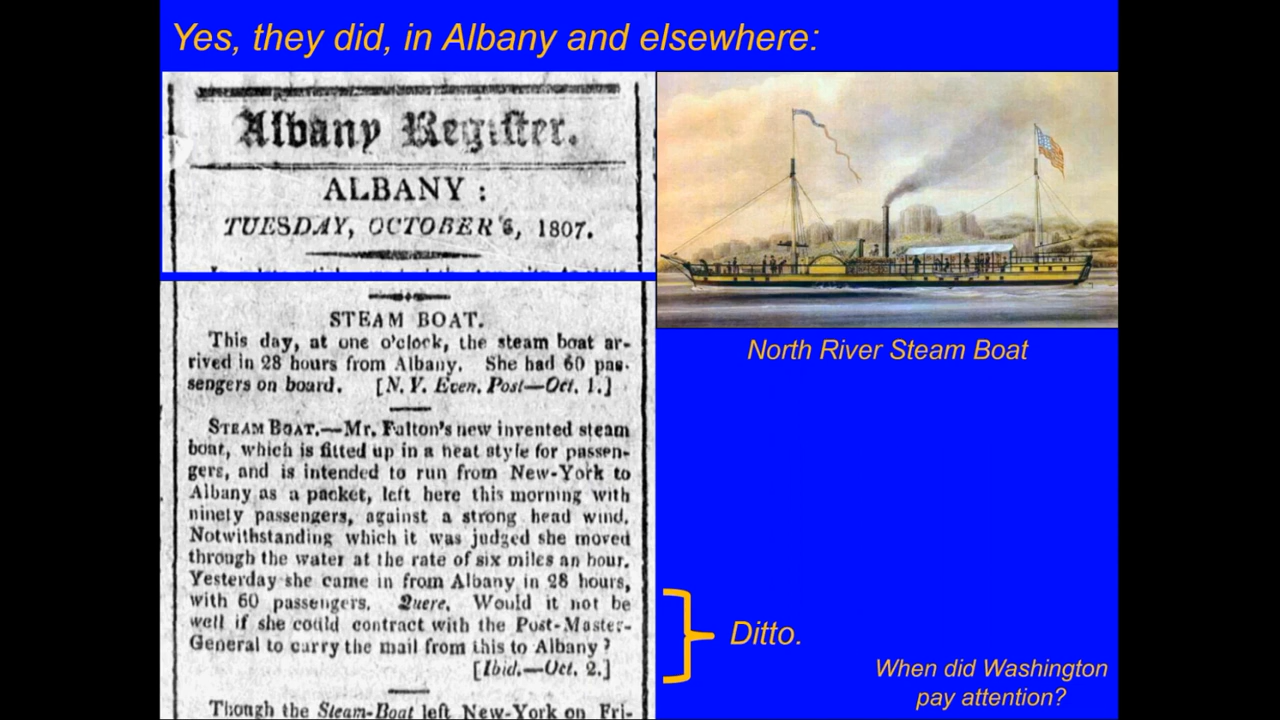 Yes, they did, in Albany and elsewhere:
Albany Register.
ALBANY :
TUESDAY, OCTOBER 6, 1807.
STEAM BOAT.
This day, at one o'clock, the steam boat ar-
rived in 28 hours from Albany. She had 60 pas-
sengers on board. [N. Y. Even. Post—Oct. 1.]
STEAM BOAT.—Mr. Fulton's new invented steam
boat, which is fitted up in a neat style for passen-
gers, and is intended to run from New-York to
Albany as a packet, left here this morning with
ninety passengers, against a strong head wind.
Notwithstanding which it was judged she moved
through the water at the rate of six miles an hour.
Yesterday she came in from Albany in 28 hours,
with 60 passengers. Quere. Would it not be
well if she could contract with the Post-Master-
General to carry the mail from this to Albany?
[Ibid.—Oct. 2.]
Though the Steam-Boat left New-York on Fri-
North River Steam Boat
Ditto.
When did Washington
pay attention?